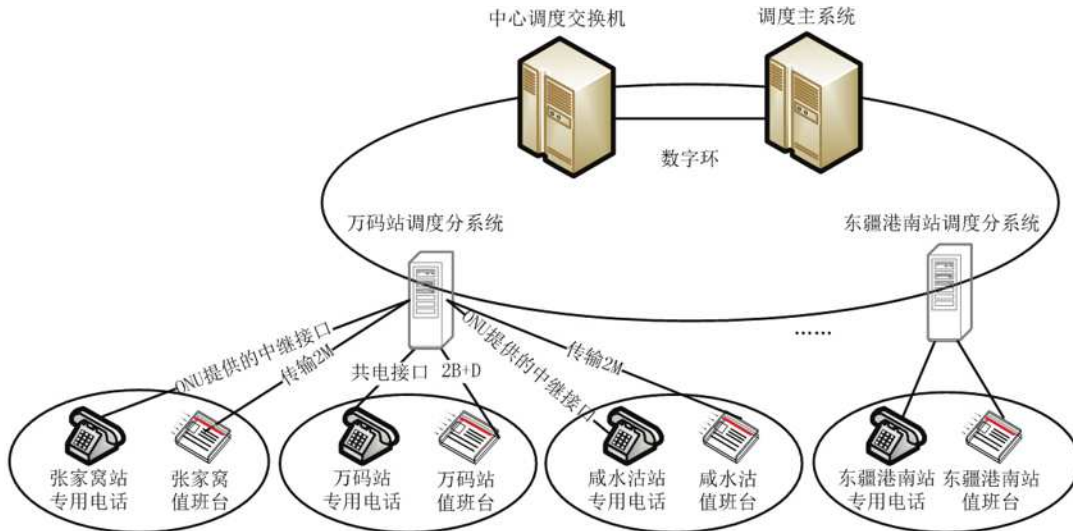 中心调度交换机
调度主系统
数字环
万码站调度分系统
东疆港南站调度分系统
ONU提供的中继接口
传输2M
共电接口
2B+D
ONU提供的中继接口
传输2M
......
张家窝站
专用电话
张家窝
值班台
万码站
专用电话
万码站
值班台
咸水沽站
专用电话
咸水沽
值班台
东疆港南站
专用电话
东疆港南站
值班台